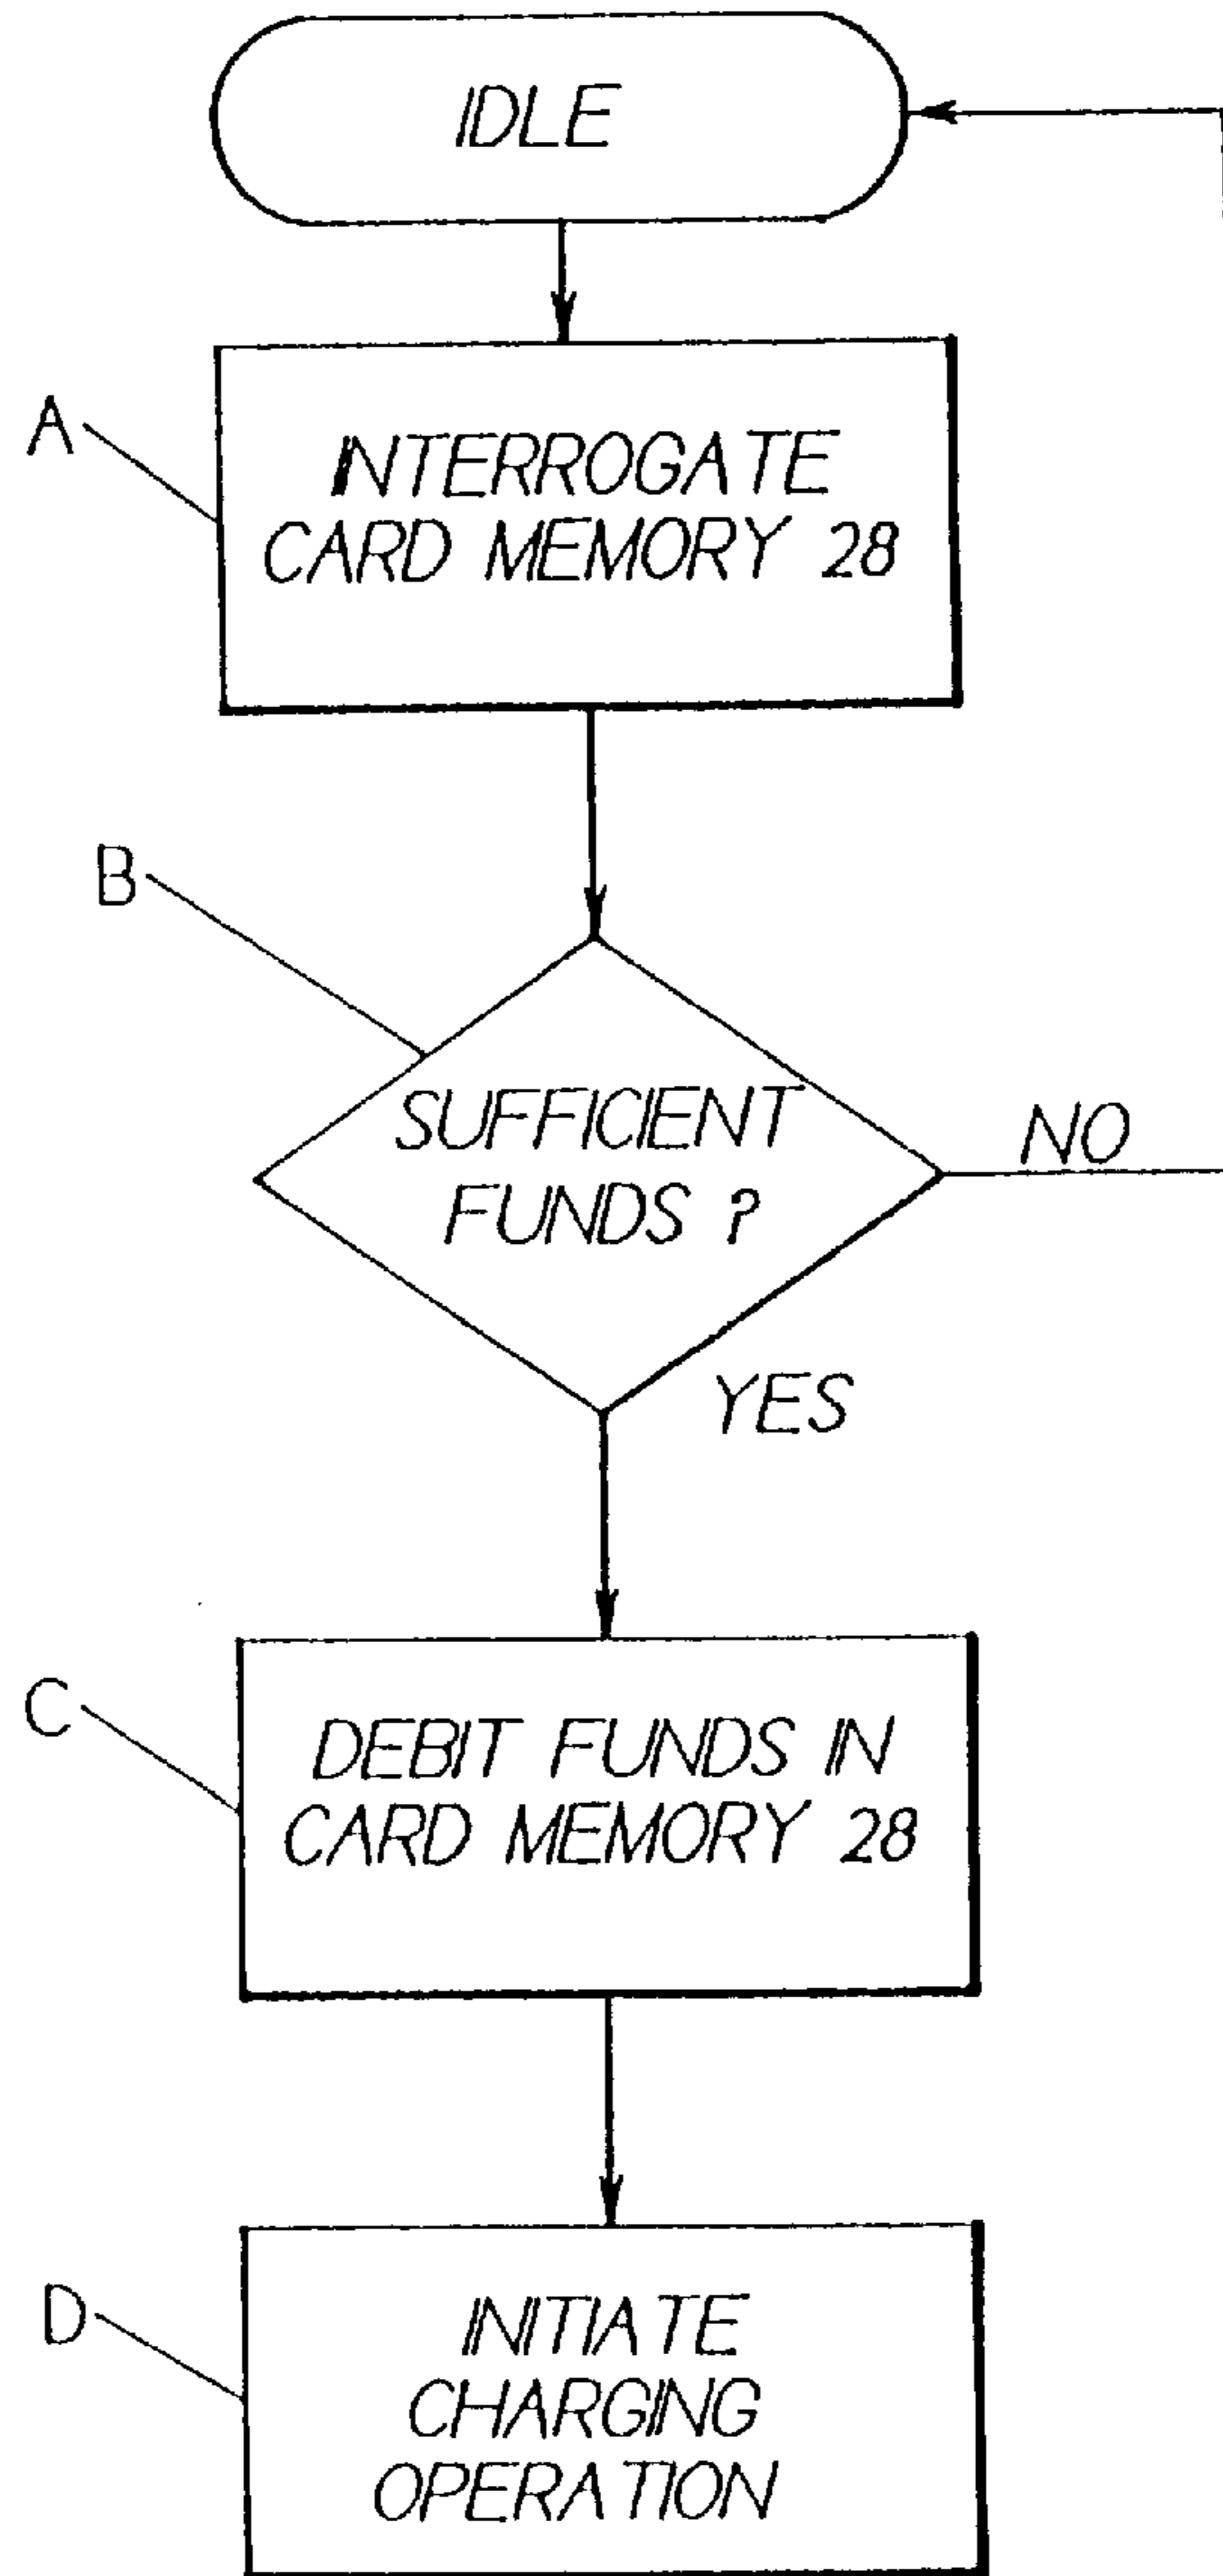 IDLE
A
INTERROGATE
CARD MEMORY 28
B
SUFFICIENT
FUNDS ?
NO
YES
C
DEBIT FUNDS IN
CARD MEMORY 28
D
INITIATE
CHARGING
OPERATION